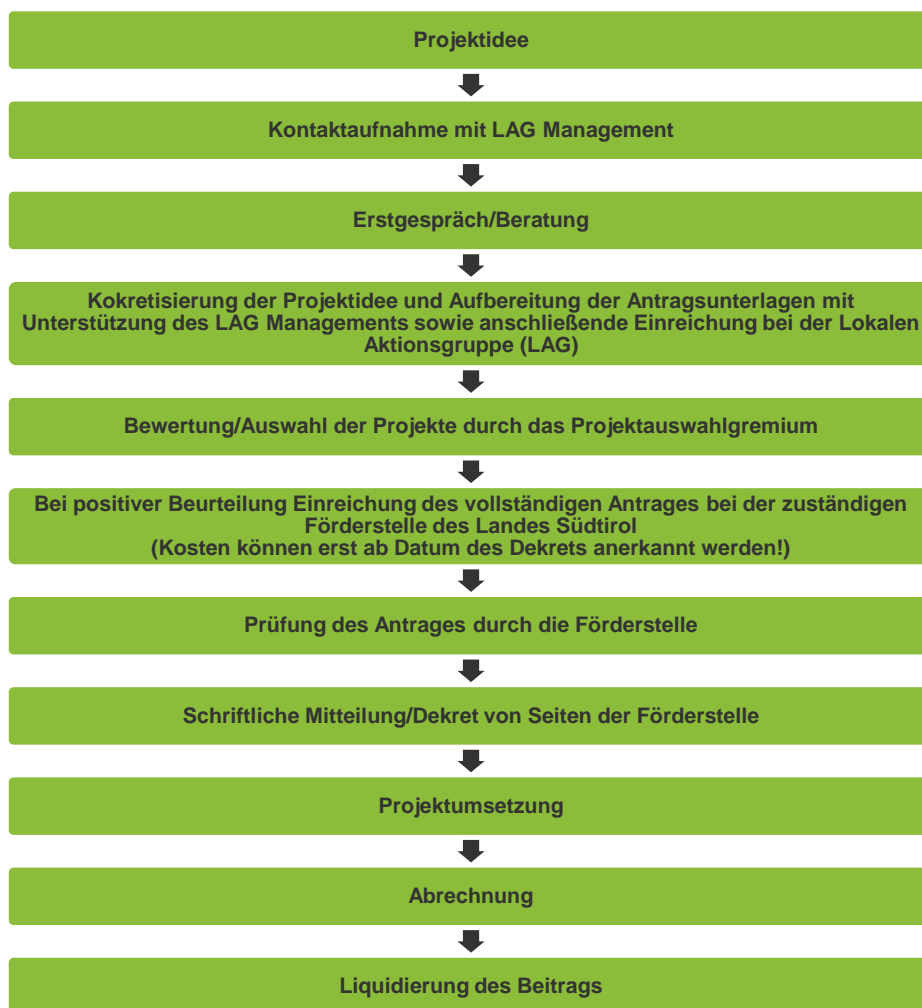 Projektidee
Kontaktaufnahme mit LAG Management
Erstgespräch/Beratung
Kokretisierung der Projektidee und Aufbereitung der Antragsunterlagen mit
Unterstützung des LAG Managements sowie anschließende Einreichung bei der Lokalen
Aktionsgruppe (LAG)
Bewertung/Auswahl der Projekte durch das Projektauswahlgremium
Bei positiver Beurteilung Einreichung des vollständigen Antrages bei der zuständigen
Förderstelle des Landes Südtirol
(Kosten können erst ab Datum des Dekrets anerkannt werden!)
Prüfung des Antrages durch die Förderstelle
Schriftliche Mitteilung/Dekret von Seiten der Förderstelle
Projektumsetzung
Abrechnung
Liquidierung des Beitrags